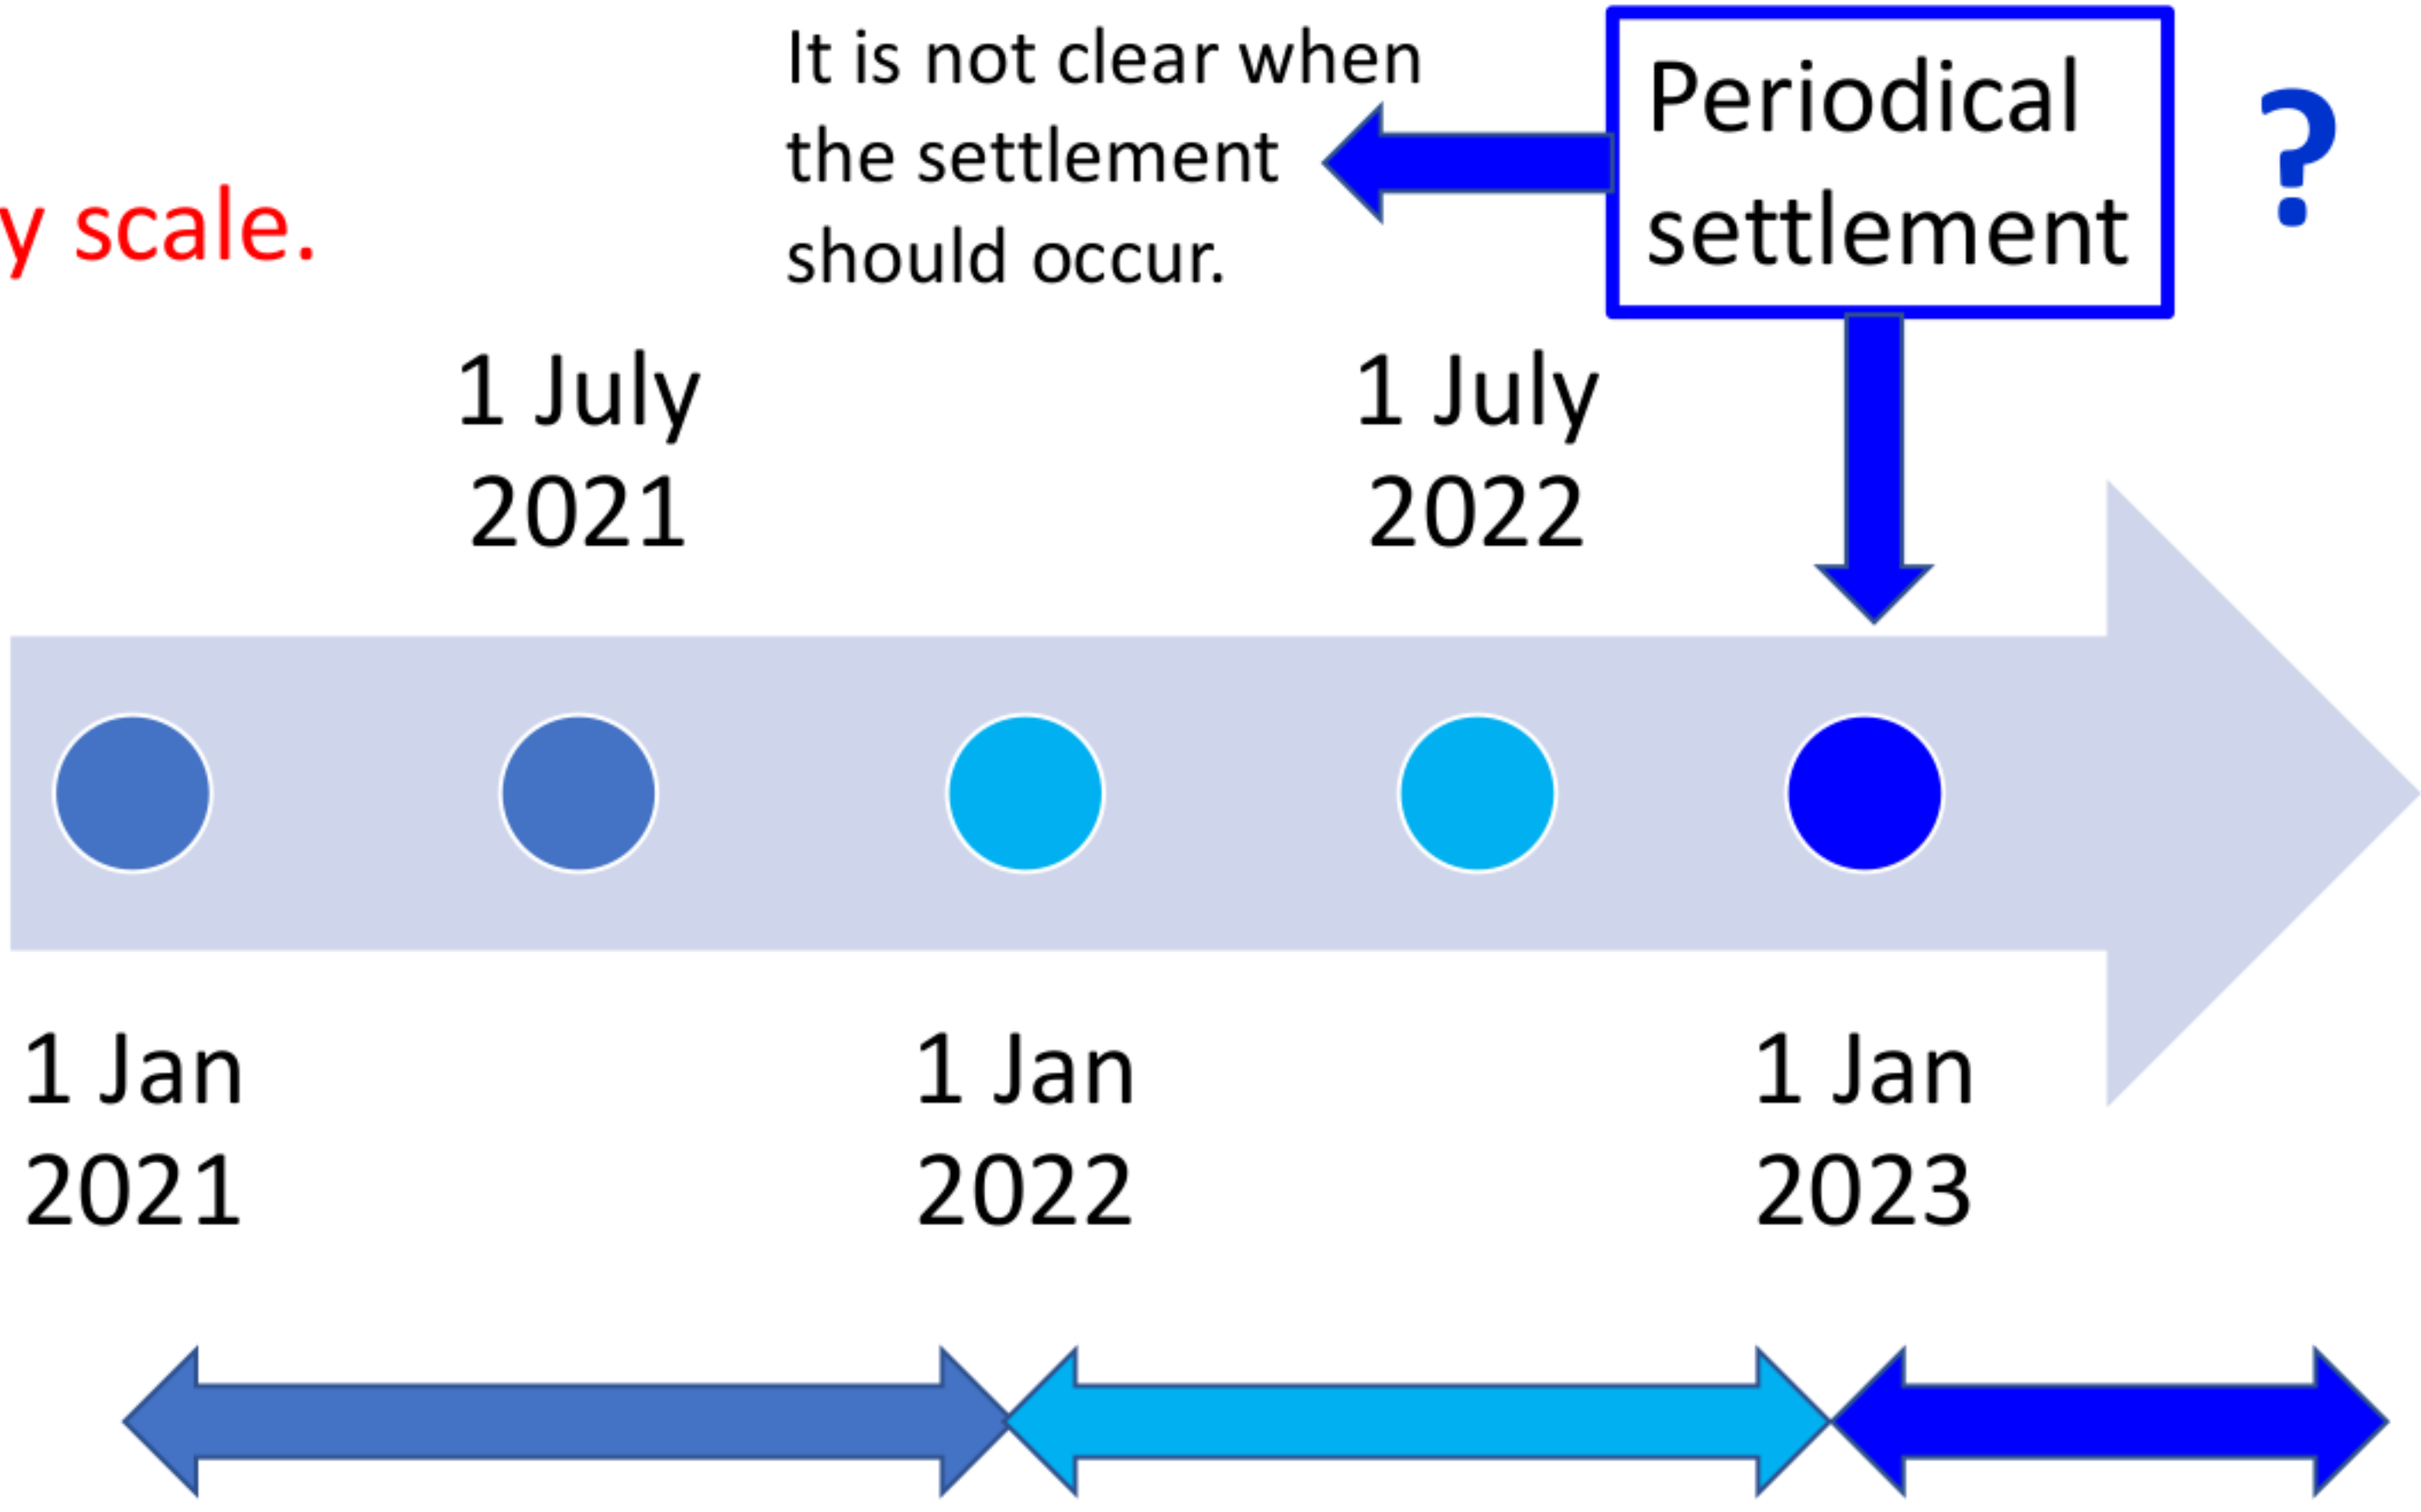 It is not clear when
the settlement
should occur.
Periodical
settlement
?
y scale.
1 July
2021
1 July
2022
1 Jan
2021
1 Jan
2022
1 Jan
2023